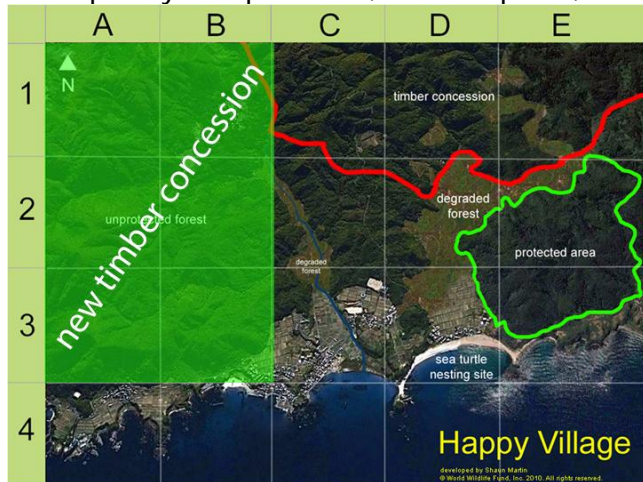 A B C D E
1
N
timber concession
new timber concession
2
unprotected forest
degraded
forest
degraded
forest
protected area
3
sea turtle
nesting site
4
Happy Village
developed by Shaun Martin
© World Wildlife Fund, Inc. 2010. All rights reserved.